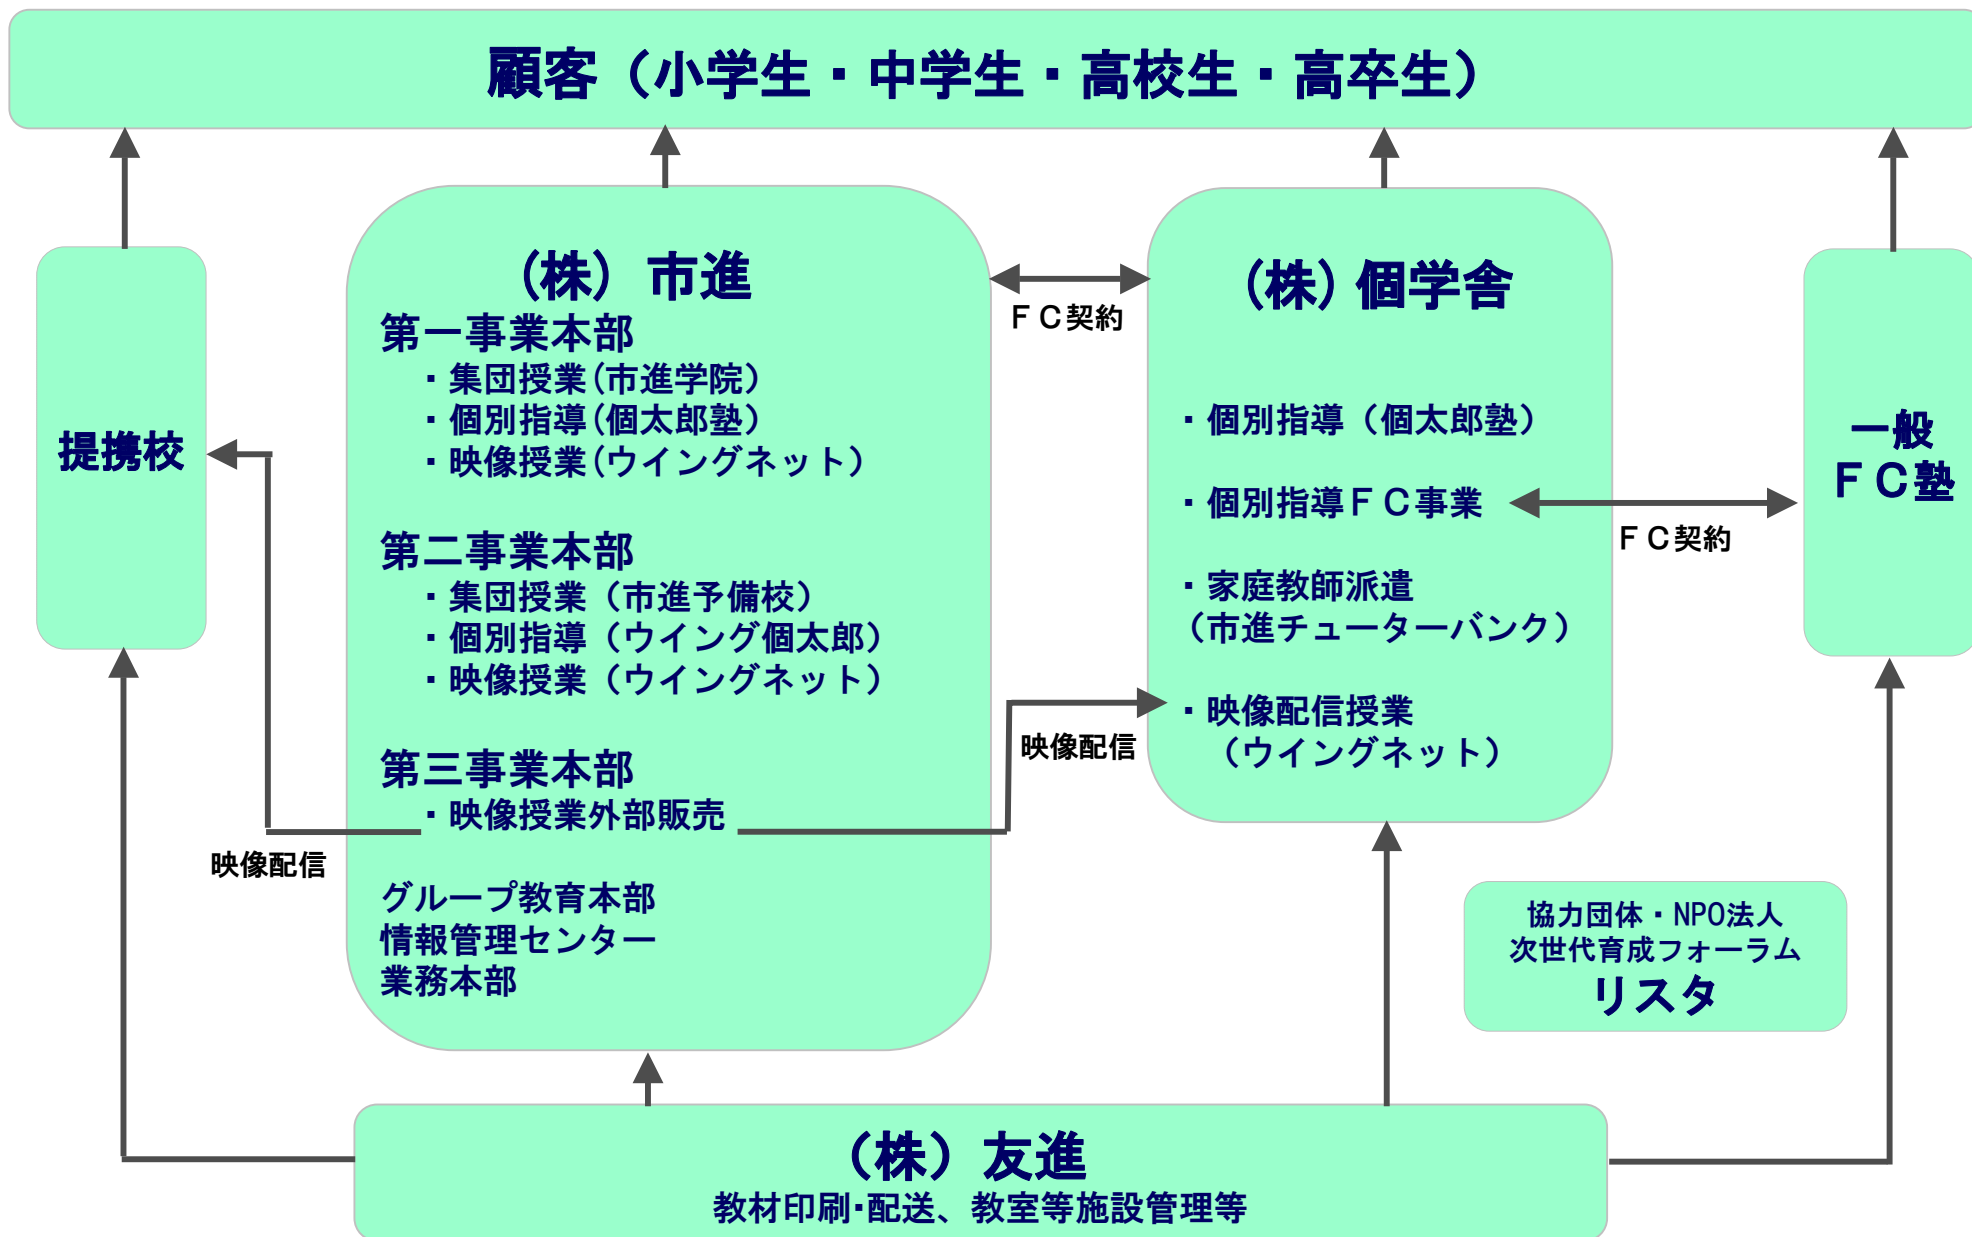 顧客（小学生・中学生・高校生・高卒生）
提携校
（株）市進
第一事業本部
・集団授業（市進学院）
・個別指導（個太郎塾）
・映像授業（ウイングネット）
第二事業本部
・集団授業（市進予備校）
・個別指導（ウイング個太郎）
・映像授業（ウイングネット）
第三事業本部
・映像授業外部販売
グループ教育本部
情報管理センター
業務本部
映像配信
ＦＣ契約
映像配信
（株）個学舎
・個別指導（個太郎塾）
・個別指導ＦＣ事業
・家庭教師派遣
（市進チューターバンク）
・映像配信授業
（ウイングネット）
ＦＣ契約
一般
ＦＣ塾
協力団体・NPO法人
次世代育成フォーラム
リスタ
（株）友進
教材印刷・配送、教室等施設管理等